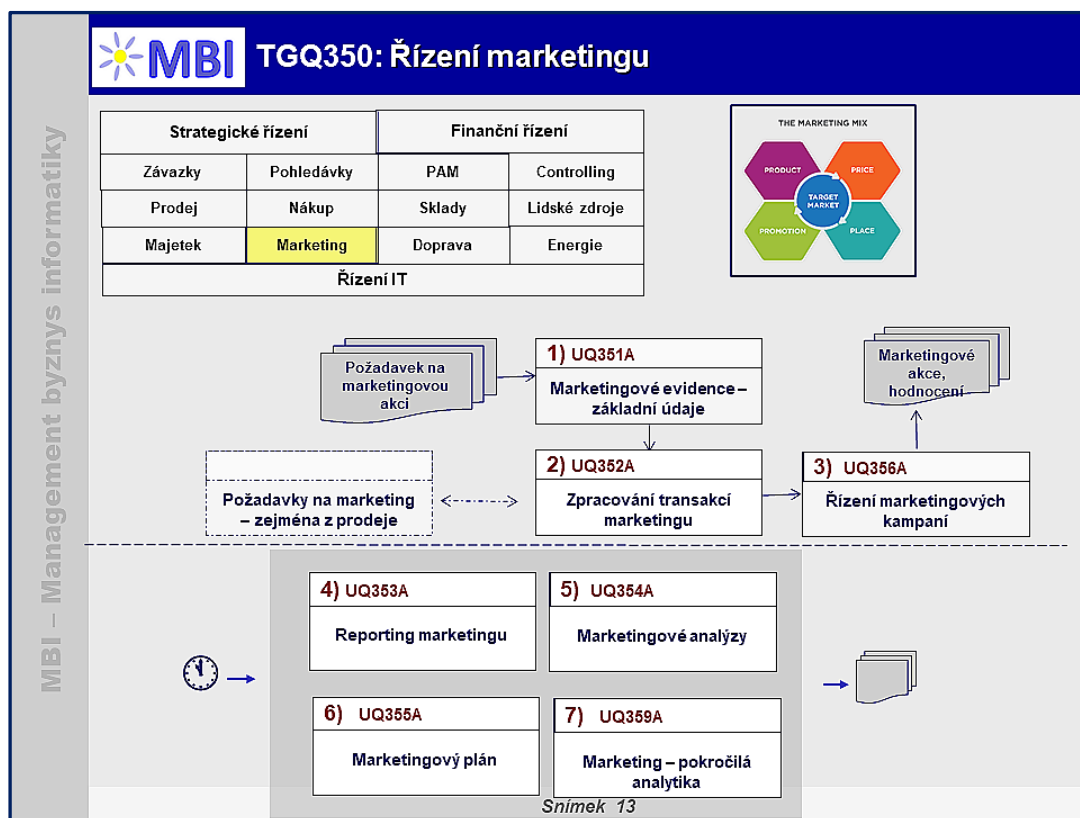 MBI
TGQ350: Řízení marketingu
MBI – Management byznys informatiky
Strategické řízení
Finanční řízení
Závazky
Pohledávky
PAM
Controlling
Prodej
Nákup
Sklady
Lidské zdroje
Majetek
Marketing
Doprava
Energie
Řízení IT
THE MARKETING MIX
PRODUCT
PRICE
TARGET
MARKET
PROMOTION
PLACE
Požadavek na
marketingovou
akci
1) UQ351A
Marketingové evidence –
základní údaje
Marketingové
akce,
hodnocení
Požadavky na marketing
– zejména z prodeje
2) UQ352A
Zpracování transakcí
marketingu
3) UQ356A
Řízení marketingových
kampaní
4) UQ353A
Reporting marketingu
5) UQ354A
Marketingové analýzy
6) UQ355A
Marketingový plán
7) UQ359A
Marketing – pokročilá
analytika
Snímek 13